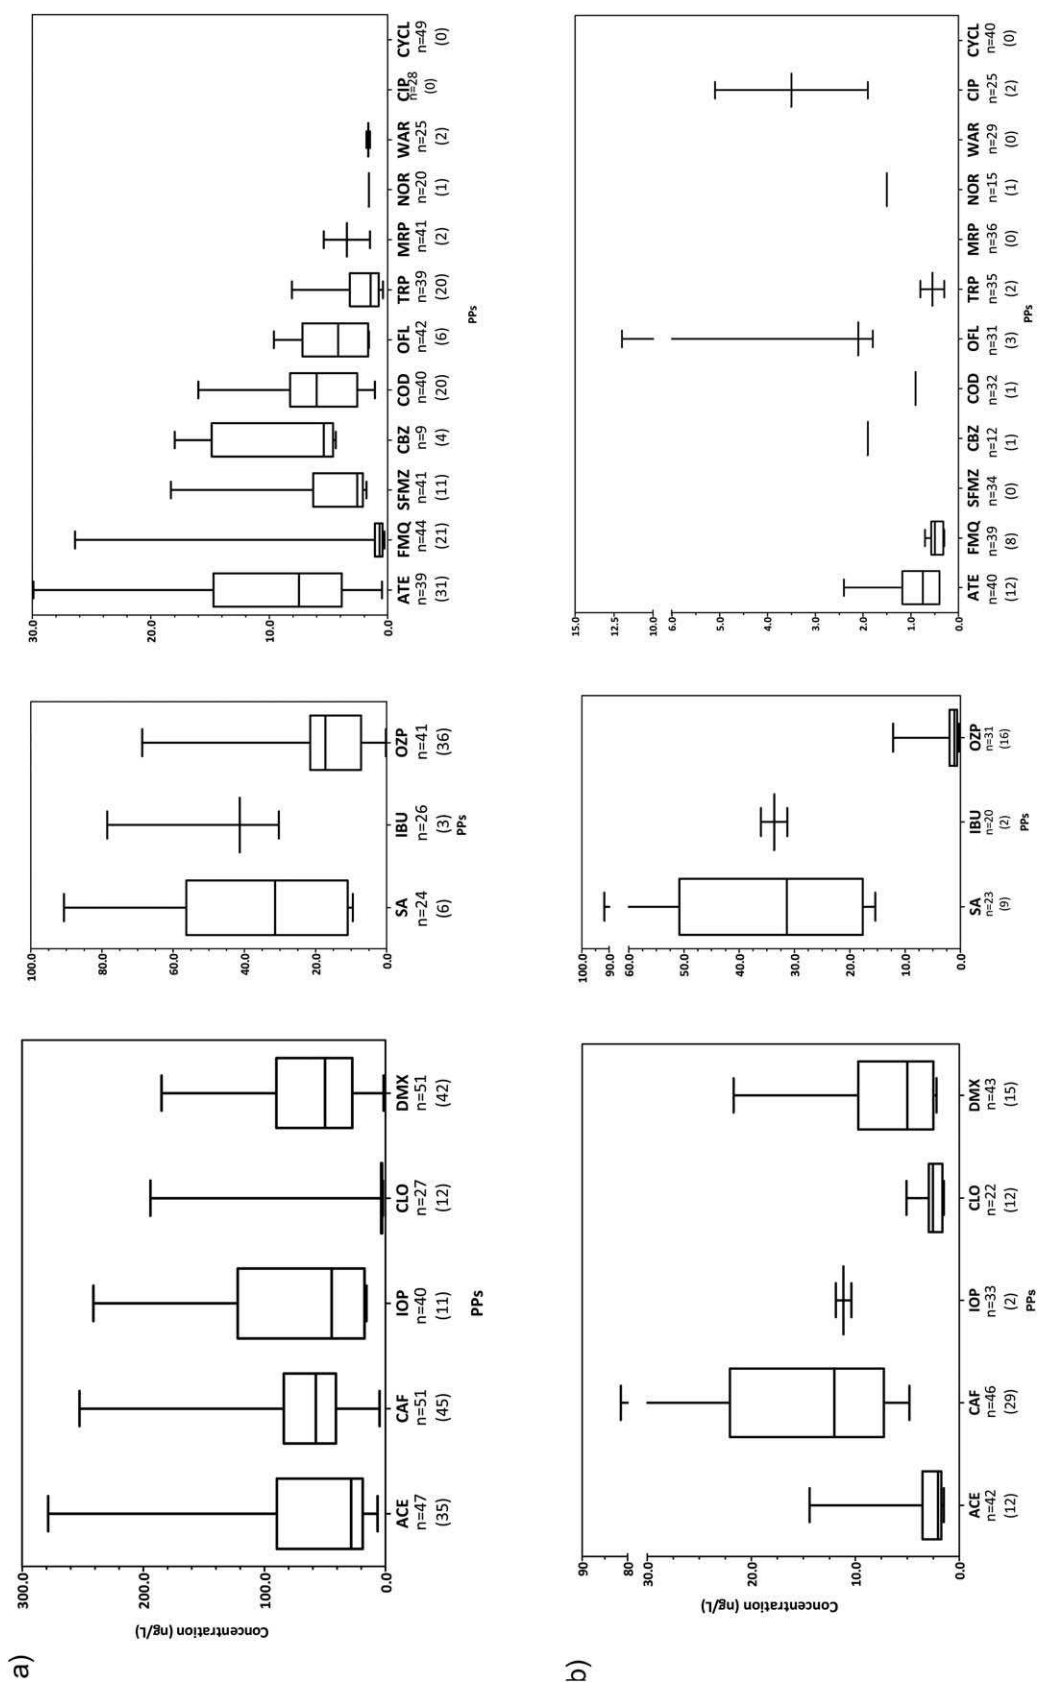 a)
Concentration (ng/L)
300.0
200.0
100.0
0.0
ACE CAF IOP CLO DMX
n=47 n=51 n=40 n=27 n=51
(35) (45) (11) (12) (42)
PPs
100.0
80.0
60.0
40.0
20.0
0.0
SA IBU OZP
n=24 n=26 n=41
(6) (3) (36)
PPs
30.0
20.0
10.0
0.0
ATE FMQ SFMZ CBZ COD OFL TRP MRP NOR WAR CIP CYCL
n=39 n=44 n=41 n=9 n=40 n=42 n=39 n=41 n=20 n=25 n=28 n=49
(31) (21) (11) (4) (20) (6) (20) (2) (1) (2) (0) (0)
PPs
b)
Concentration (ng/L)
90
80
30.0
20.0
10.0
0.0
ACE CAF IOP CLO DMX
n=42 n=46 n=33 n=22 n=43
(12) (29) (2) (12) (15)
PPs
100.0
90.0
60.0
50.0
40.0
30.0
20.0
10.0
0.0
SA IBU OZP
n=23 n=20 n=31
(9) (2) (16)
PPs
15.0
12.5
10.0
6.0
5.0
4.0
3.0
2.0
1.0
0.0
ATE FMQ SFMZ CBZ COD OFL TRP MRP NOR WAR CIP CYCL
n=40 n=39 n=34 n=12 n=32 n=31 n=35 n=36 n=15 n=29 n=25 n=40
(12) (8) (0) (1) (1) (3) (2) (0) (1) (0) (2) (0)
PPs